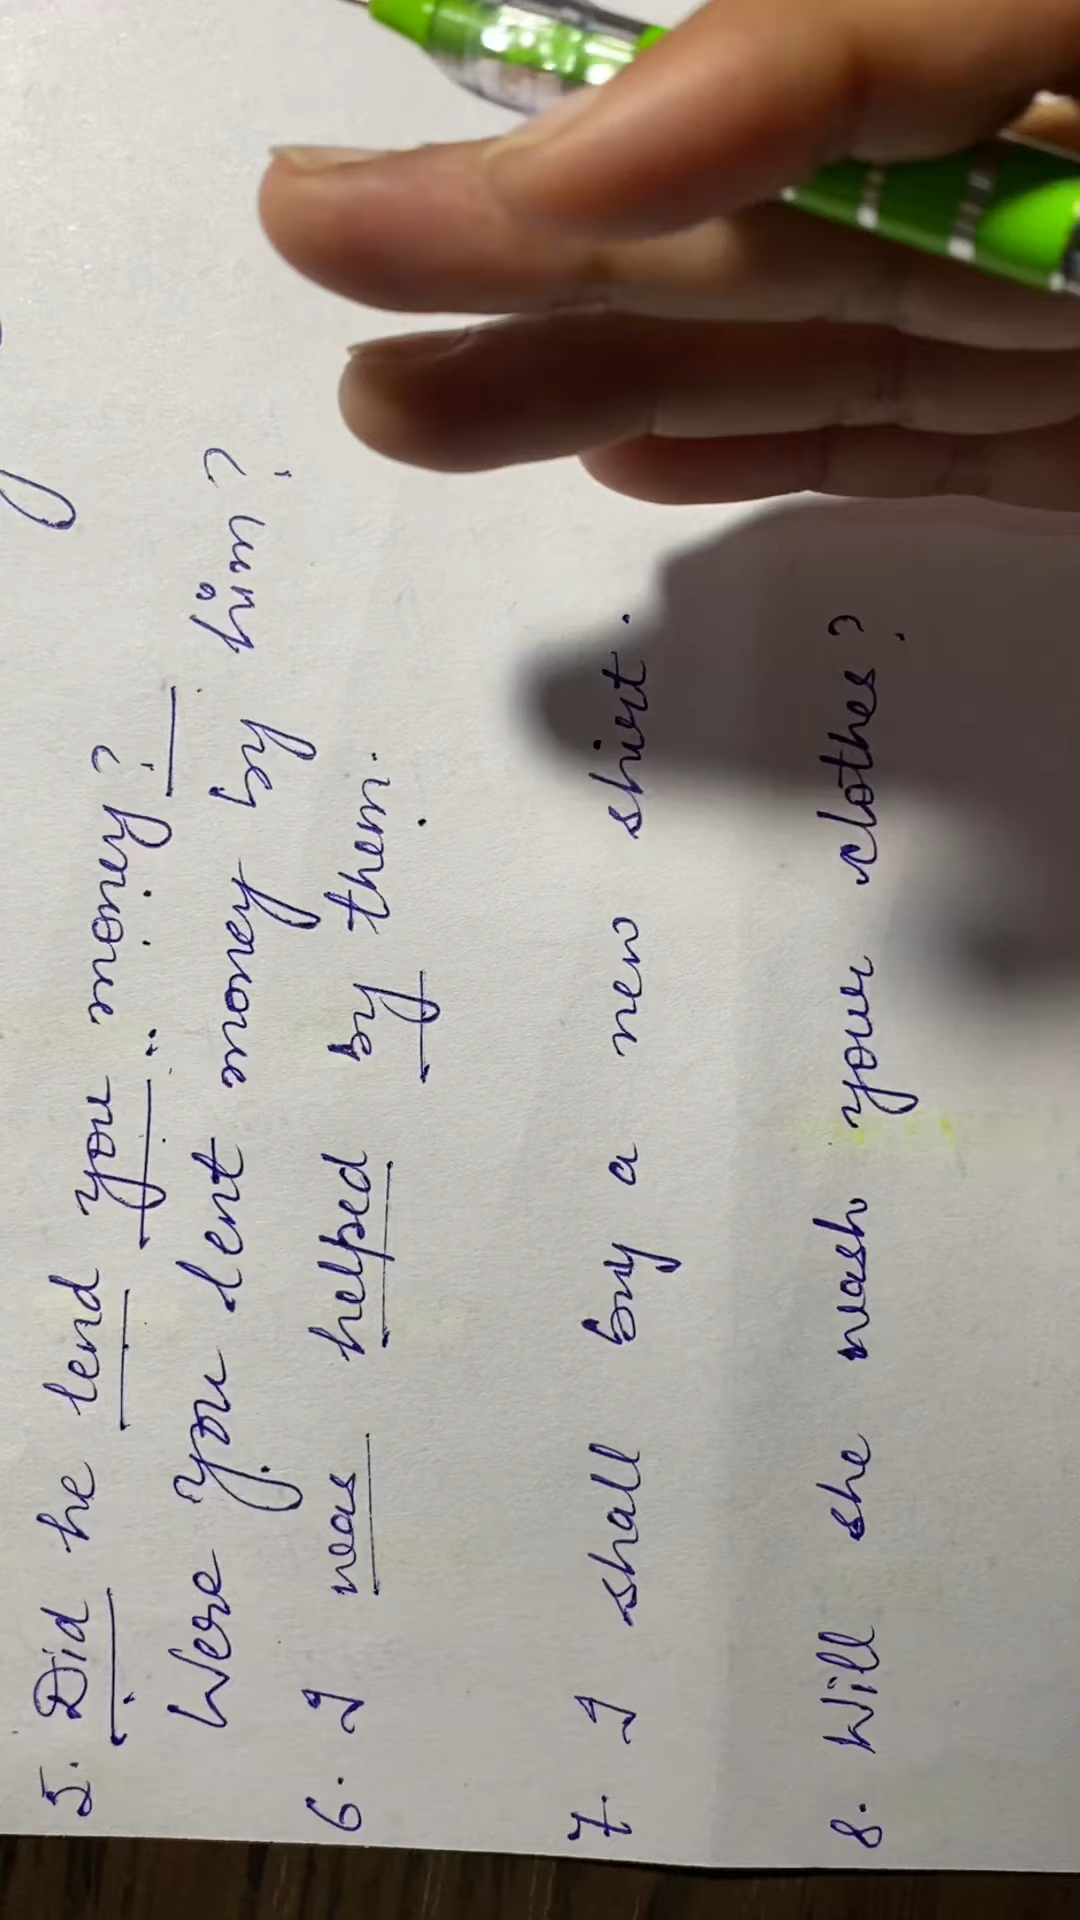 5. Did he lend you money?
Were you lent money by him?
6. I was helped by them.
7. I shall buy a new shirt.
8. Will she wash your clothes?